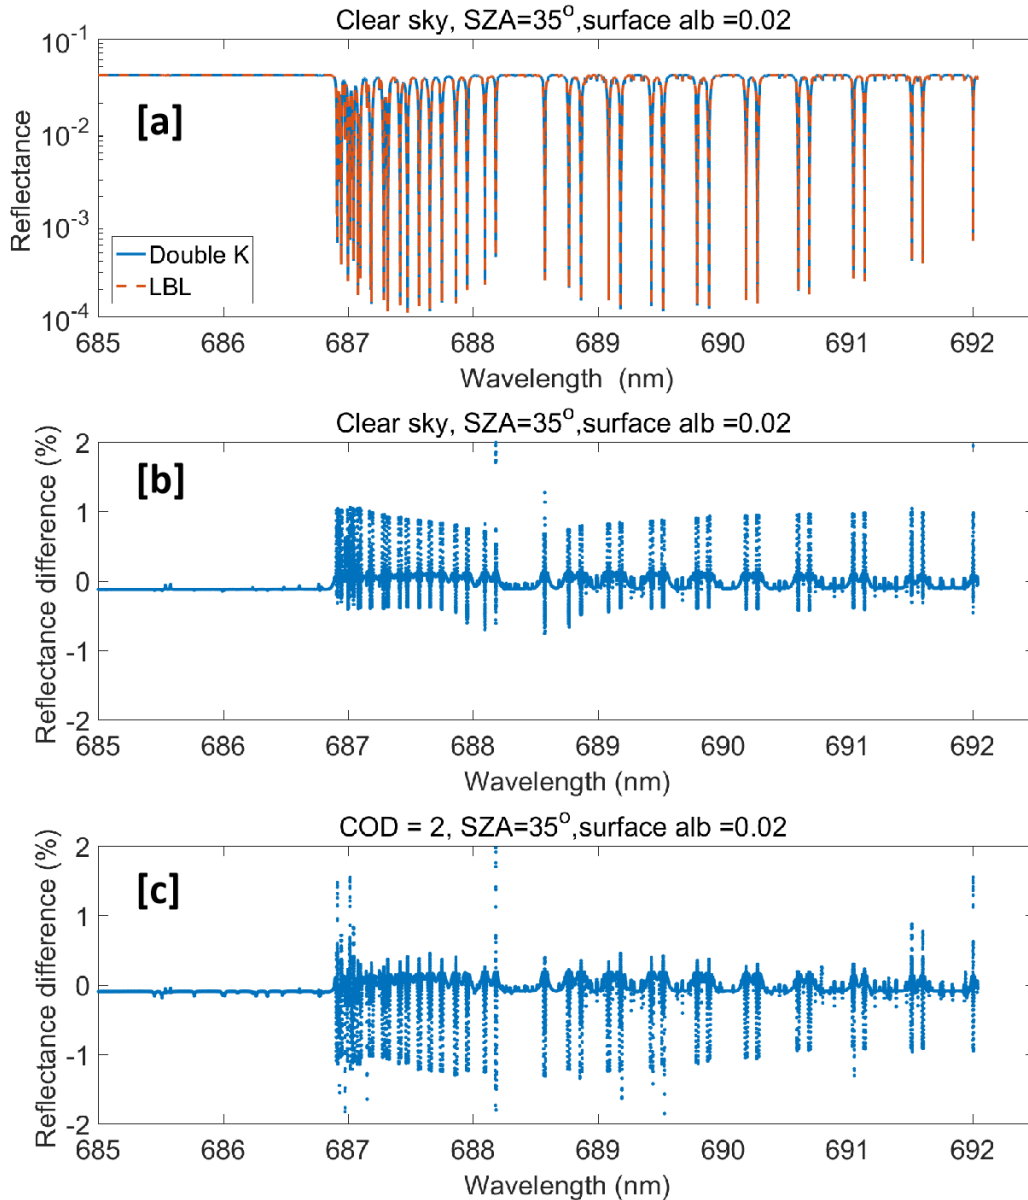 Clear sky, SZA=35°,surface alb =0.02
10⁻¹
10⁻²
10⁻³
10⁻⁴
Reflectance
[a]
Double K
LBL
685 686 687 688 689 690 691 692
Wavelength (nm)
Clear sky, SZA=35°,surface alb =0.02
2
1
0
-1
-2
Reflectance difference (%)
[b]
685 686 687 688 689 690 691 692
Wavelength (nm)
COD = 2, SZA=35°,surface alb =0.02
2
1
0
-1
-2
Reflectance difference (%)
[c]
685 686 687 688 689 690 691 692
Wavelength (nm)